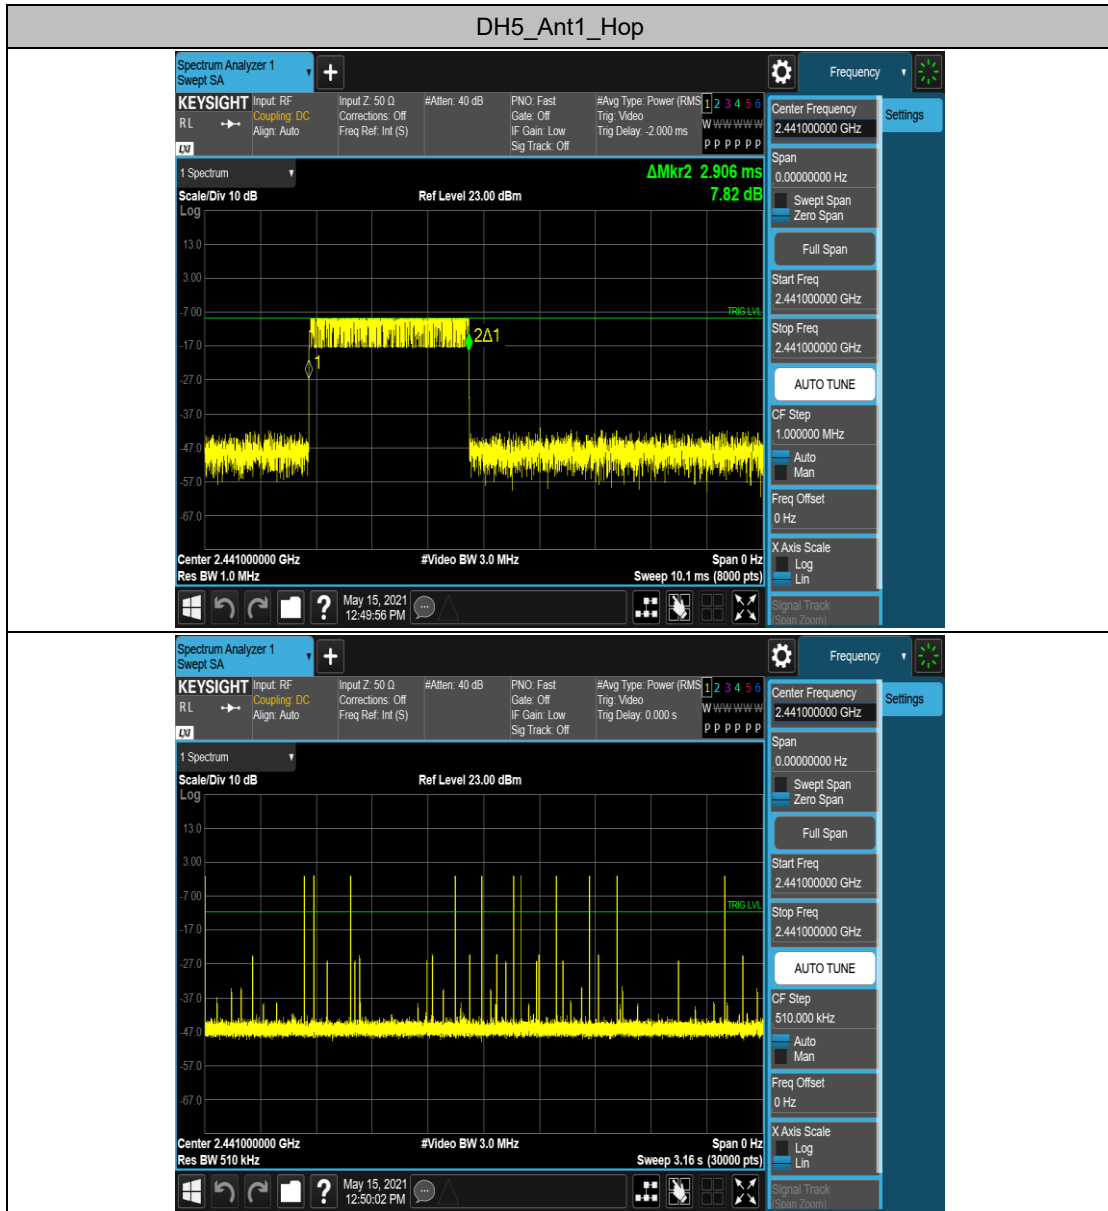 DH5_Ant1_Hop
Spectrum Analyzer 1
Swept SA
+
Frequency
KEYSIGHT
RL
LXI
Input: RF
Coupling: DC
Align: Auto
Input Z: 50 Ω
Corrections: Off
Freq Ref: Int (S)
#Atten: 40 dB
PNO: Fast
Gate: Off
IF Gain: Low
Sig Track: Off
#Avg Type: Power (RMS
Trig: Video
Trig Delay: -2.000 ms
1 2 3 4 5 6
W W W W W W
P P P P P P
1 Spectrum
Scale/Div 10 dB
Ref Level 23.00 dBm
ΔMkr2 2.906 ms
7.82 dB
Log
13.0
3.00
-7.00
-17.0
-27.0
-37.0
-47.0
-57.0
-67.0
TRIG LVL
1
2Δ1
Center 2.441000000 GHz
#Video BW 3.0 MHz
Span 0 Hz
Res BW 1.0 MHz
Sweep 10.1 ms (8000 pts)
?
May 15, 2021
12:49:56 PM
Center Frequency
2.441000000 GHz
Settings
Span
0.00000000 Hz
Swept Span
Zero Span
Full Span
Start Freq
2.441000000 GHz
Stop Freq
2.441000000 GHz
AUTO TUNE
CF Step
1.000000 MHz
Auto
Man
Freq Offset
0 Hz
X Axis Scale
Log
Lin
Signal Track
(Span Zoom)
Spectrum Analyzer 1
Swept SA
+
Frequency
KEYSIGHT
RL
LXI
Input: RF
Coupling: DC
Align: Auto
Input Z: 50 Ω
Corrections: Off
Freq Ref: Int (S)
#Atten: 40 dB
PNO: Fast
Gate: Off
IF Gain: Low
Sig Track: Off
#Avg Type: Power (RMS
Trig: Video
Trig Delay: 0.000 s
1 2 3 4 5 6
W W W W W W
P P P P P P
1 Spectrum
Scale/Div 10 dB
Ref Level 23.00 dBm
Log
13.0
3.00
-7.00
-17.0
-27.0
-37.0
-47.0
-57.0
-67.0
TRIG LVL
Center 2.441000000 GHz
#Video BW 3.0 MHz
Span 0 Hz
Res BW 510 kHz
Sweep 3.16 s (30000 pts)
?
May 15, 2021
12:50:02 PM
Center Frequency
2.441000000 GHz
Settings
Span
0.00000000 Hz
Swept Span
Zero Span
Full Span
Start Freq
2.441000000 GHz
Stop Freq
2.441000000 GHz
AUTO TUNE
CF Step
510.000 kHz
Auto
Man
Freq Offset
0 Hz
X Axis Scale
Log
Lin
Signal Track
(Span Zoom)